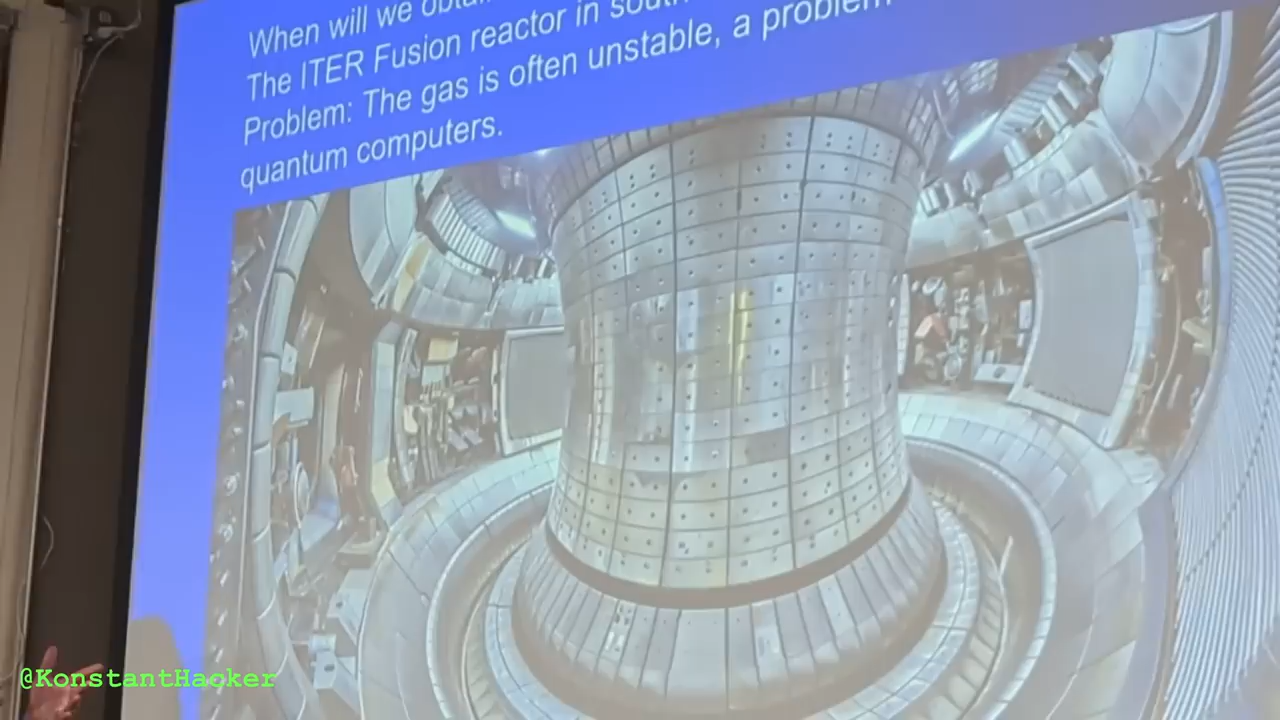 When will we
The ITER Fusion reactor in
Problem: The gas is often unstable, a problem
quantum computers.
@KonstantHacker